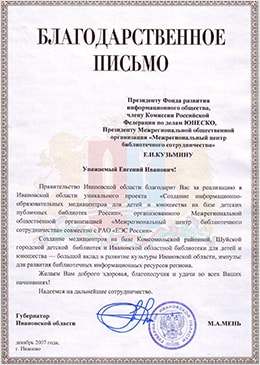 БЛАГОДАРСТВЕННОЕ
ПИСЬМО
Президенту Фонда развития
информационного общества,
члену Комиссии Российской
Федерации по делам ЮНЕСКО,
Президенту Межрегиональной общественной
организации «Межрегиональный центр
библиотечного сотрудничества»
Е.И.КУЗЬМИНУ
Уважаемый Евгений Иванович!
Правительство Ивановской области благодарит Вас за реализацию в
Ивановской области уникального проекта «Создание информационно-
образовательных медиацентров для детей и юношества на базе детских
публичных библиотек России», организованного Межрегиональной
общественной организацией «Межрегиональный центр библиотечного
сотрудничества» совместно с РАО «ЕЭС России».
Создание медиацентров на базе Комсомольской районной, Шуйской
городской детской библиотек и Ивановской областной библиотеки для детей и
юношества — большой вклад в развитие культуры Ивановской области, импульс
для развития библиотечных информационных ресурсов региона.
Желаем Вам доброго здоровья, благополучия и удачи во всех Ваших
начинаниях!
Надеемся на дальнейшее сотрудничество.
Губернатор
Ивановской области
М.А.МЕНЬ
декабрь 2007 года,
г. Иваново